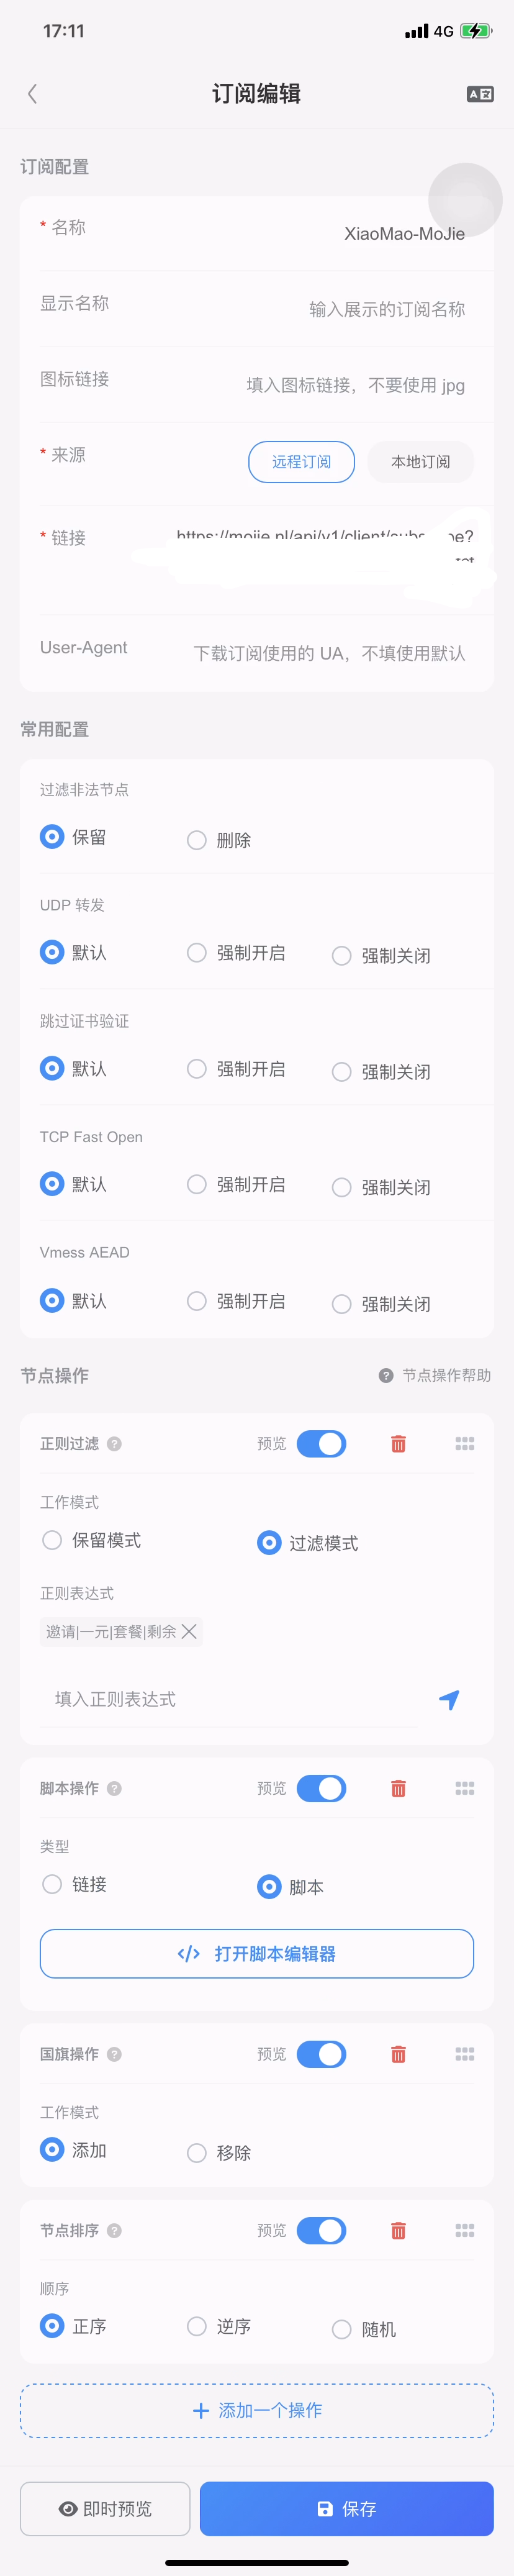 17:11 4G
订阅编辑
订阅配置
* 名称 XiaoMao-MoJie
显示名称 输入展示的订阅名称
图标链接 填入图标链接，不要使用 jpg
* 来源 远程订阅 本地订阅
* 链接 https://mojie.nl/api/v1/client/
User-Agent 下载订阅使用的 UA，不填使用默认
常用配置
过滤非法节点
保留 删除
UDP 转发
默认 强制开启 强制关闭
跳过证书验证
默认 强制开启 强制关闭
TCP Fast Open
默认 强制开启 强制关闭
Vmess AEAD
默认 强制开启 强制关闭
节点操作 ? 节点操作帮助
正则过滤 ? 预览
工作模式
保留模式 过滤模式
正则表达式
邀请|一元|套餐|剩余
填入正则表达式
脚本操作 ? 预览
类型
链接 脚本
</> 打开脚本编辑器
国旗操作 ? 预览
工作模式
添加 移除
节点排序 ? 预览
顺序
正序 逆序 随机
+ 添加一个操作
即时预览 保存